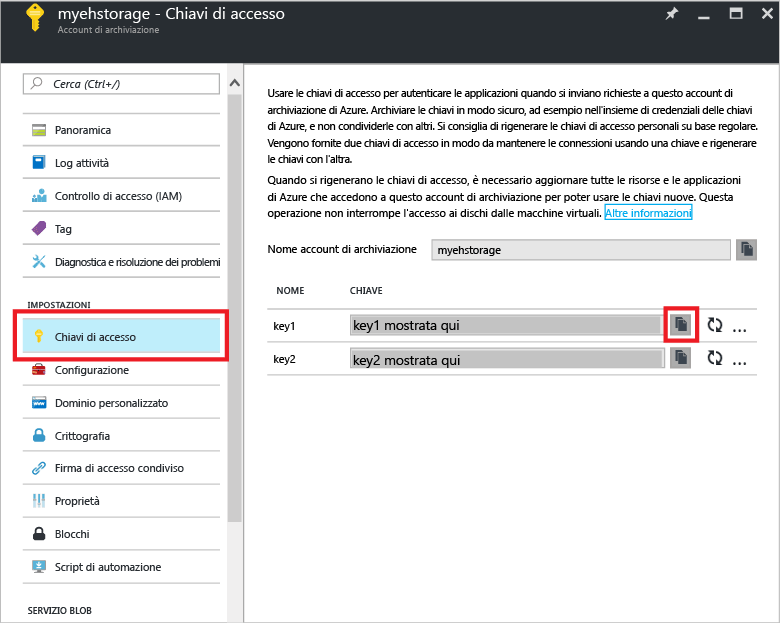 myehstorage - Chiavi di accesso
Account di archiviazione
Cerca (Ctrl+/)
Panoramica
Log attività
Controllo di accesso (IAM)
Tag
Diagnostica e risoluzione dei problemi
IMPOSTAZIONI
Chiavi di accesso
Configurazione
Dominio personalizzato
Crittografia
Firma di accesso condiviso
Proprietà
Blocchi
Script di automazione
SERVIZIO BLOB
Usare le chiavi di accesso per autenticare le applicazioni quando si inviano richieste a questo account di
archiviazione di Azure. Archiviare le chiavi in modo sicuro, ad esempio nell'insieme di credenziali delle chiavi
di Azure, e non condividerle con altri. Si consiglia di rigenerare le chiavi di accesso personali su base regolare.
Vengono fornite due chiavi di accesso in modo da mantenere le connessioni usando una chiave e rigenerare
le chiavi con l'altra.
Quando si rigenerano le chiavi di accesso, è necessario aggiornare tutte le risorse e le applicazioni
di Azure che accedono a questo account di archiviazione per poter usare le chiavi nuove. Questa
operazione non interrompe l'accesso ai dischi dalle macchine virtuali. Altre informazioni
Nome account di archiviazione myehstorage
NOME CHIAVE
key1 key1 mostrata qui ...
key2 key2 mostrata qui ...